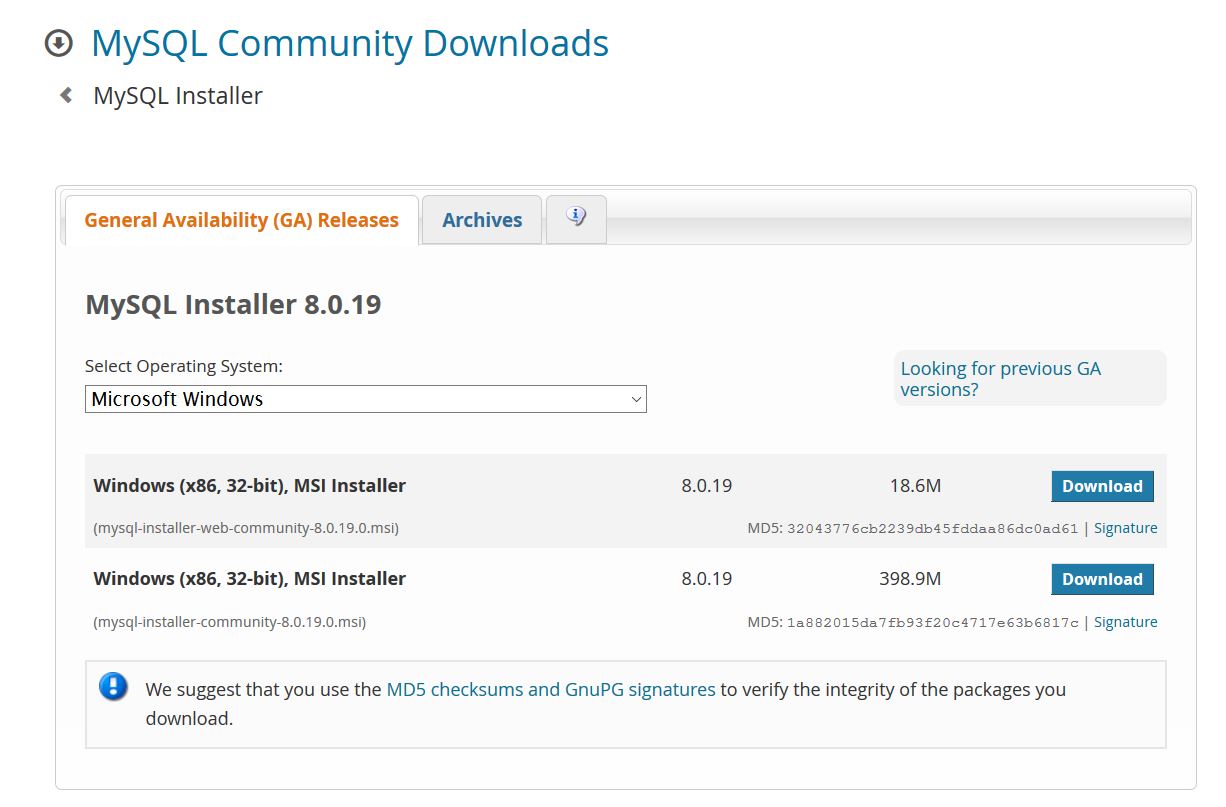 MySQL Community Downloads
MySQL Installer
General Availability (GA) Releases
Archives
MySQL Installer 8.0.19
Select Operating System:
Microsoft Windows
Looking for previous GA
versions?
Windows (x86, 32-bit), MSI Installer 8.0.19 18.6M Download
(mysql-installer-web-community-8.0.19.0.msi) MD5: 32043776cb2239db45fddaa86dc0ad61 | Signature
Windows (x86, 32-bit), MSI Installer 8.0.19 398.9M Download
(mysql-installer-community-8.0.19.0.msi) MD5: 1a882015da7fb93f20c4717e63b6817c | Signature
We suggest that you use the MD5 checksums and GnuPG signatures to verify the integrity of the packages you
download.